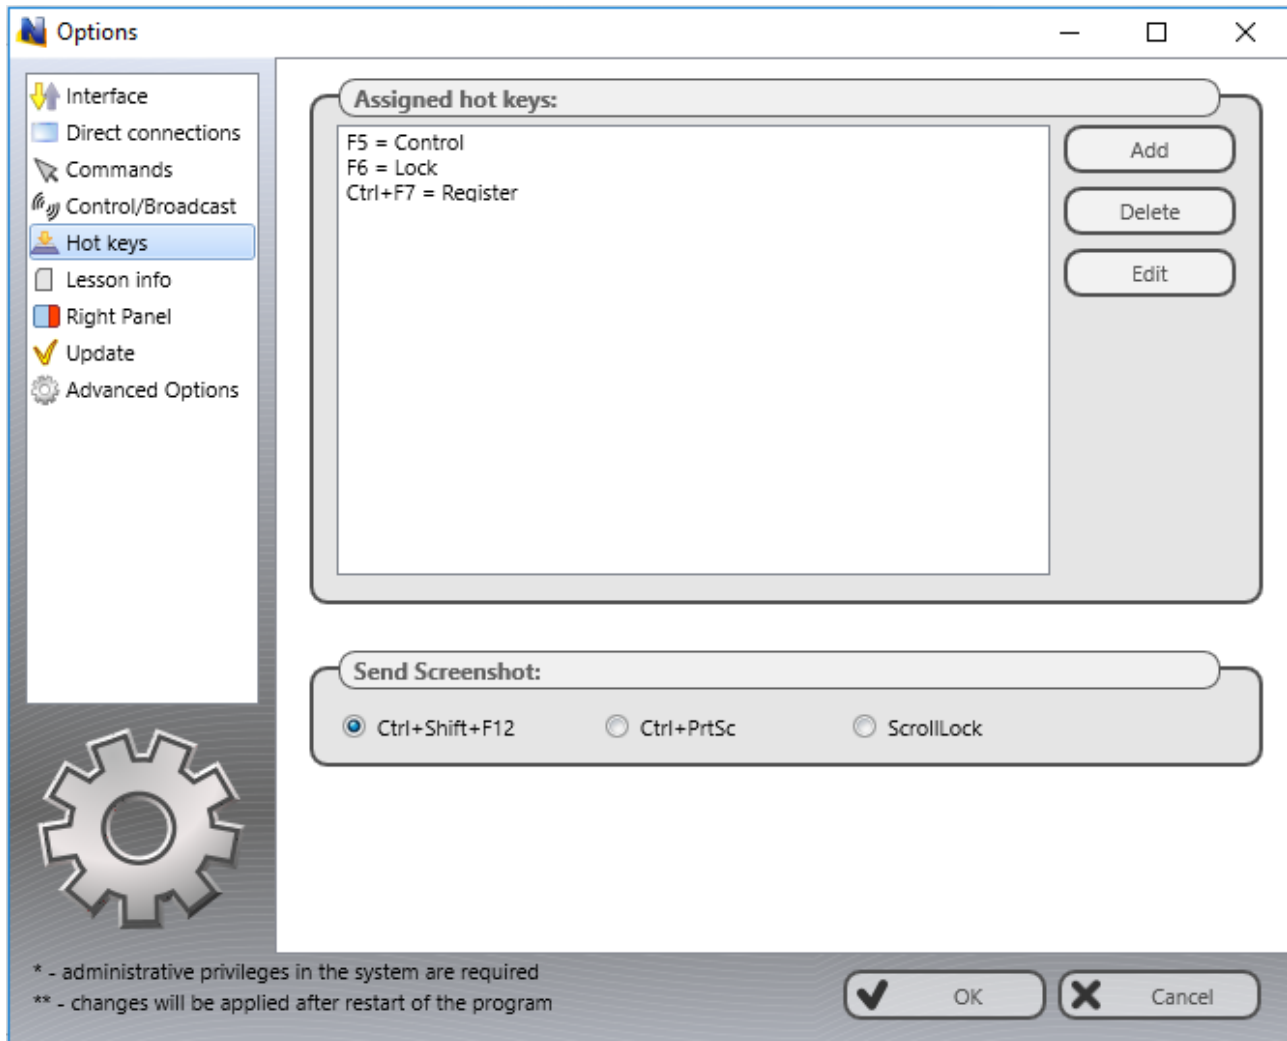 Options
Interface
Direct connections
Commands
Control/Broadcast
Hot keys
Lesson info
Right Panel
Update
Advanced Options
Assigned hot keys:
F5 = Control
F6 = Lock
Ctrl+F7 = Register
Add
Delete
Edit
Send Screenshot:
Ctrl+Shift+F12
Ctrl+PrtSc
ScrollLock
* - administrative privileges in the system are required
** - changes will be applied after restart of the program
OK
Cancel